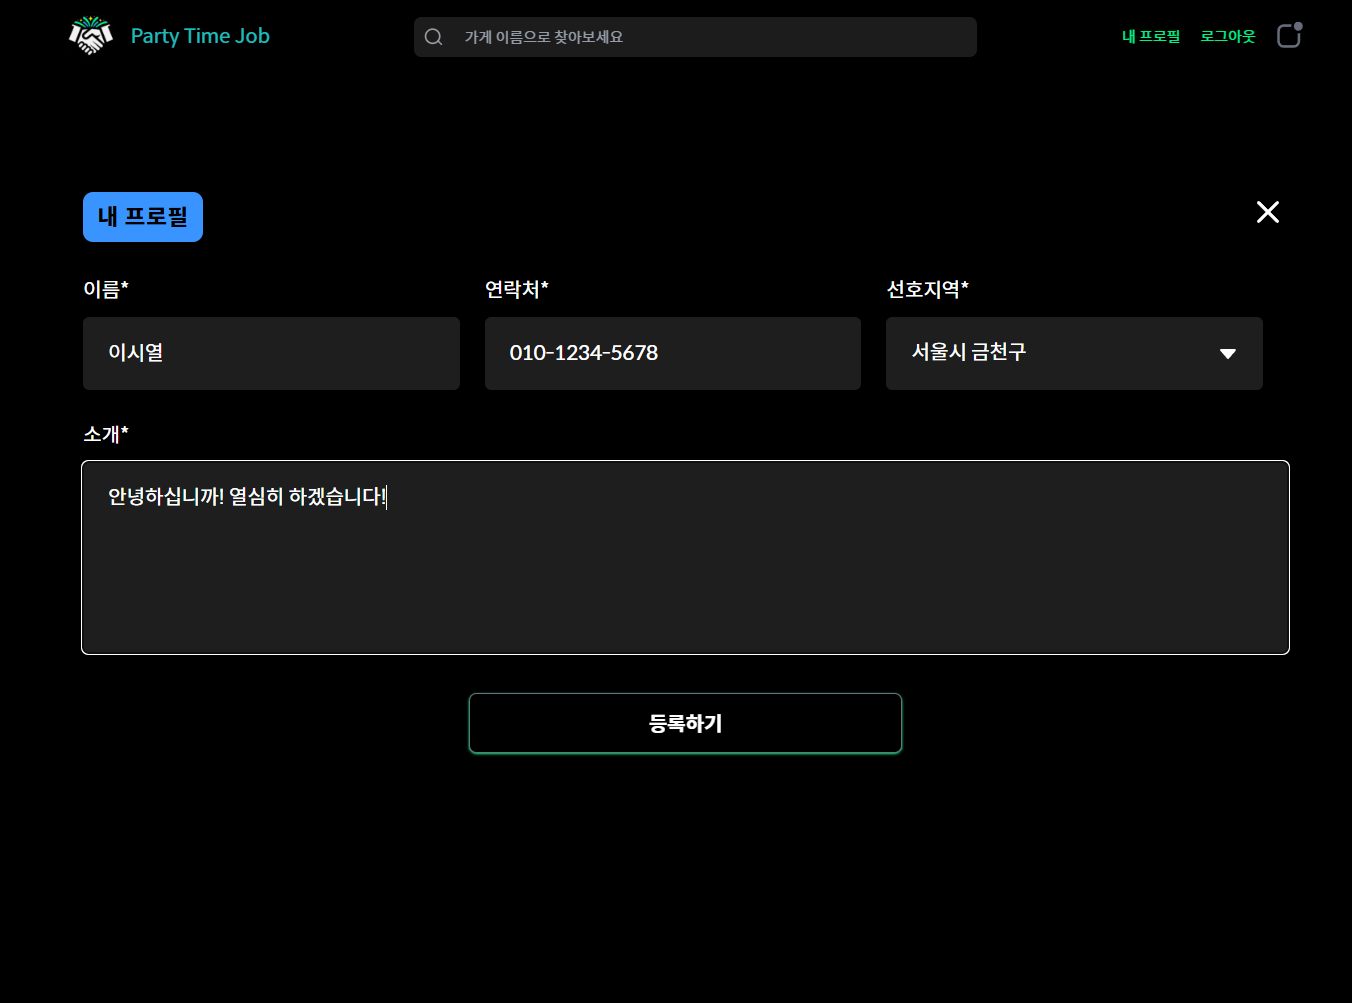 Party Time Job
가게 이름으로 찾아보세요
내 프로필
로그아웃
내 프로필
이름*
연락처*
선호지역*
이시열
010-1234-5678
서울시 금천구
소개*
안녕하십니까! 열심히 하겠습니다!
등록하기